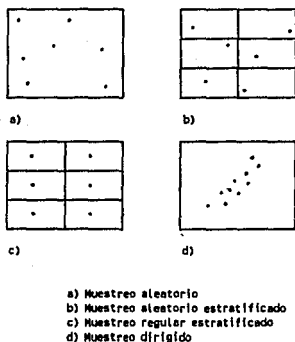 a)
b)
c)
d)
a) Muestreo aleatorio
b) Muestreo aleatorio estratificado
c) Muestreo regular estratificado
d) Muestreo dirigido